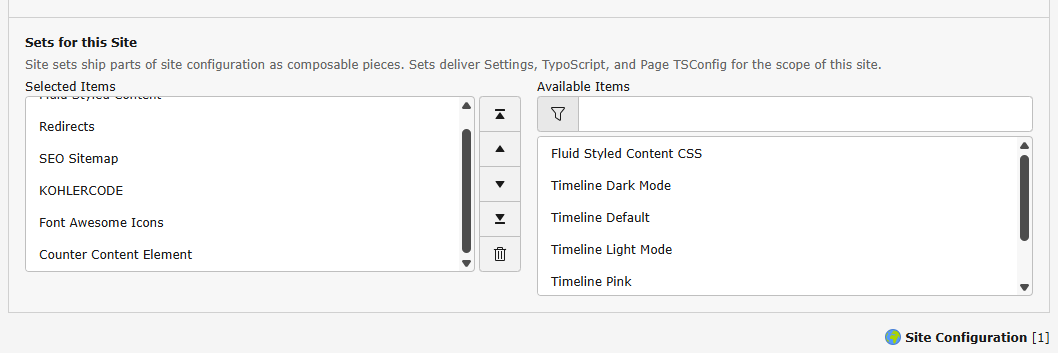 Sets for this Site
Site sets ship parts of site configuration as composable pieces. Sets deliver Settings, TypoScript, and Page TSConfig for the scope of this site.
Selected Items
Available Items
Fluid Styled Content
Redirects
SEO Sitemap
KOHLERCODE
Font Awesome Icons
Counter Content Element
Fluid Styled Content CSS
Timeline Dark Mode
Timeline Default
Timeline Light Mode
Timeline Pink
Site Configuration [1]